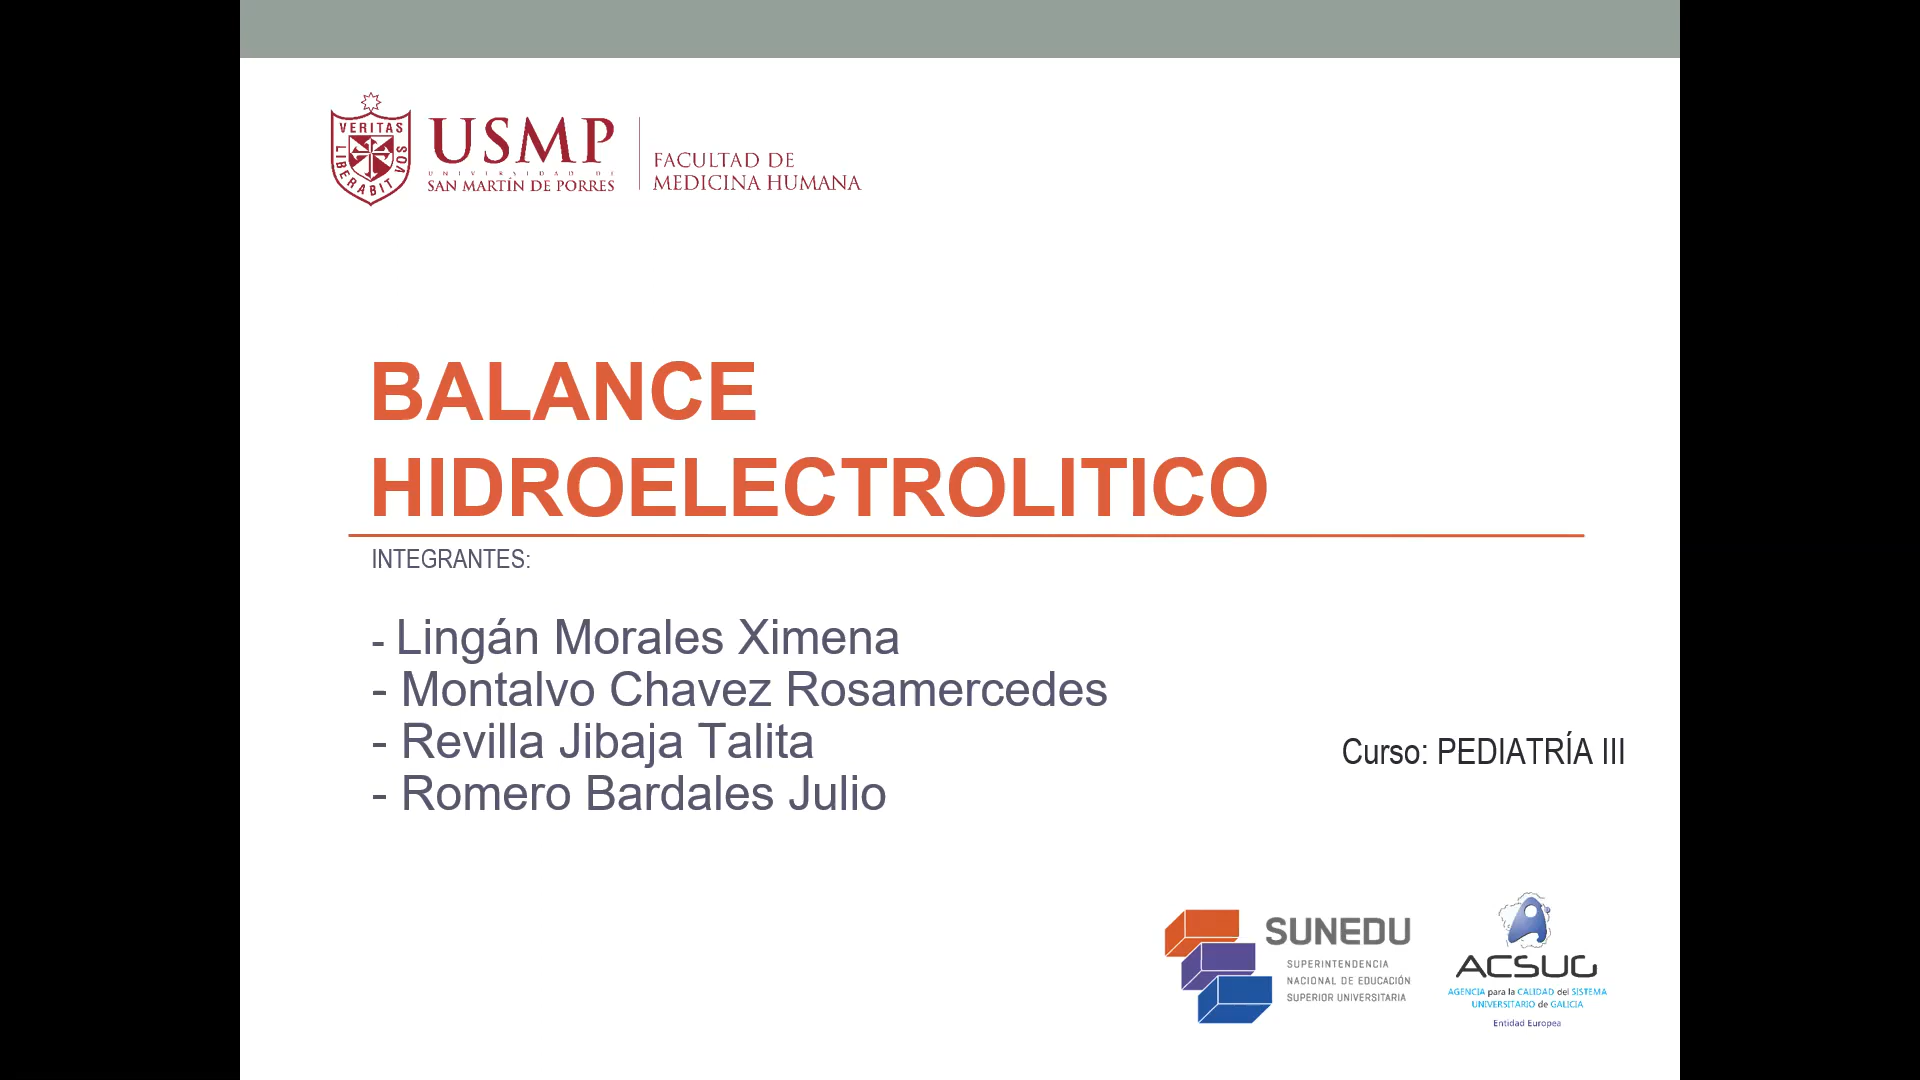 VERITAS
LIBERABIT VOS
USMP
UNIVERSIDAD DE
SAN MARTÍN DE PORRES
FACULTAD DE
MEDICINA HUMANA
BALANCE
HIDROELECTROLITICO
INTEGRANTES:
- Lingán Morales Ximena
- Montalvo Chavez Rosamercedes
- Revilla Jibaja Talita
- Romero Bardales Julio
Curso: PEDIATRÍA III
SUNEDU
SUPERINTENDENCIA
NACIONAL DE EDUCACIÓN
SUPERIOR UNIVERSITARIA
ACSUG
AGENCIA para la CALIDAD del SISTEMA
UNIVERSITARIO de GALICIA
Entidad Europea